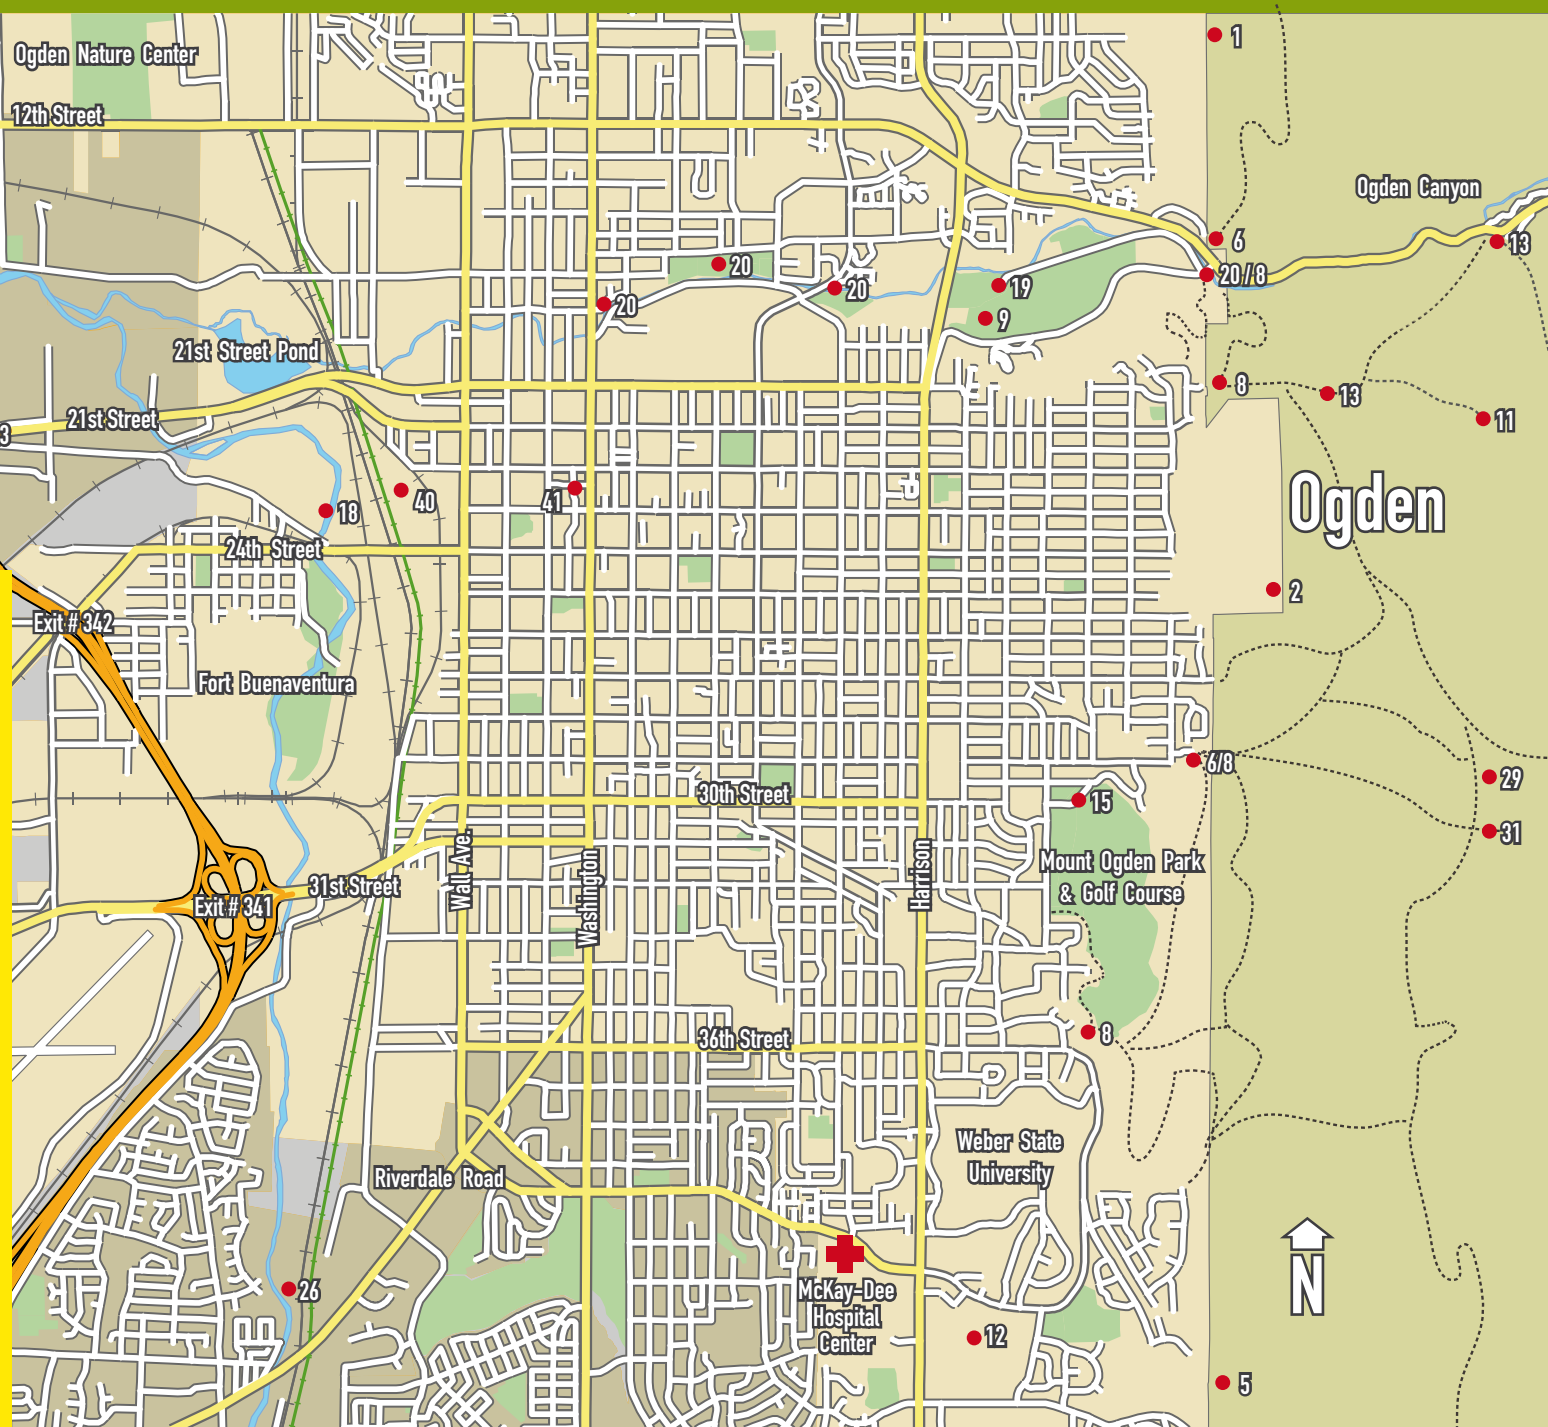 1
Ogden Nature Center
12th Street
Ogden Canyon
6
13
20
20 / 8
19
20
20
9
21st Street Pond
8
13
11
21st Street
3
40
41
18
Ogden
24th Street
2
Exit # 342
Fort Buenaventura
6/8
29
30th Street
15
31
Wall Ave.
Washington
Harrison
Mount Ogden Park
& Golf Course
31st Street
Exit # 341
36th Street
8
Weber State
University
Riverdale Road
N
McKay-Dee
Hospital
Center
26
12
5